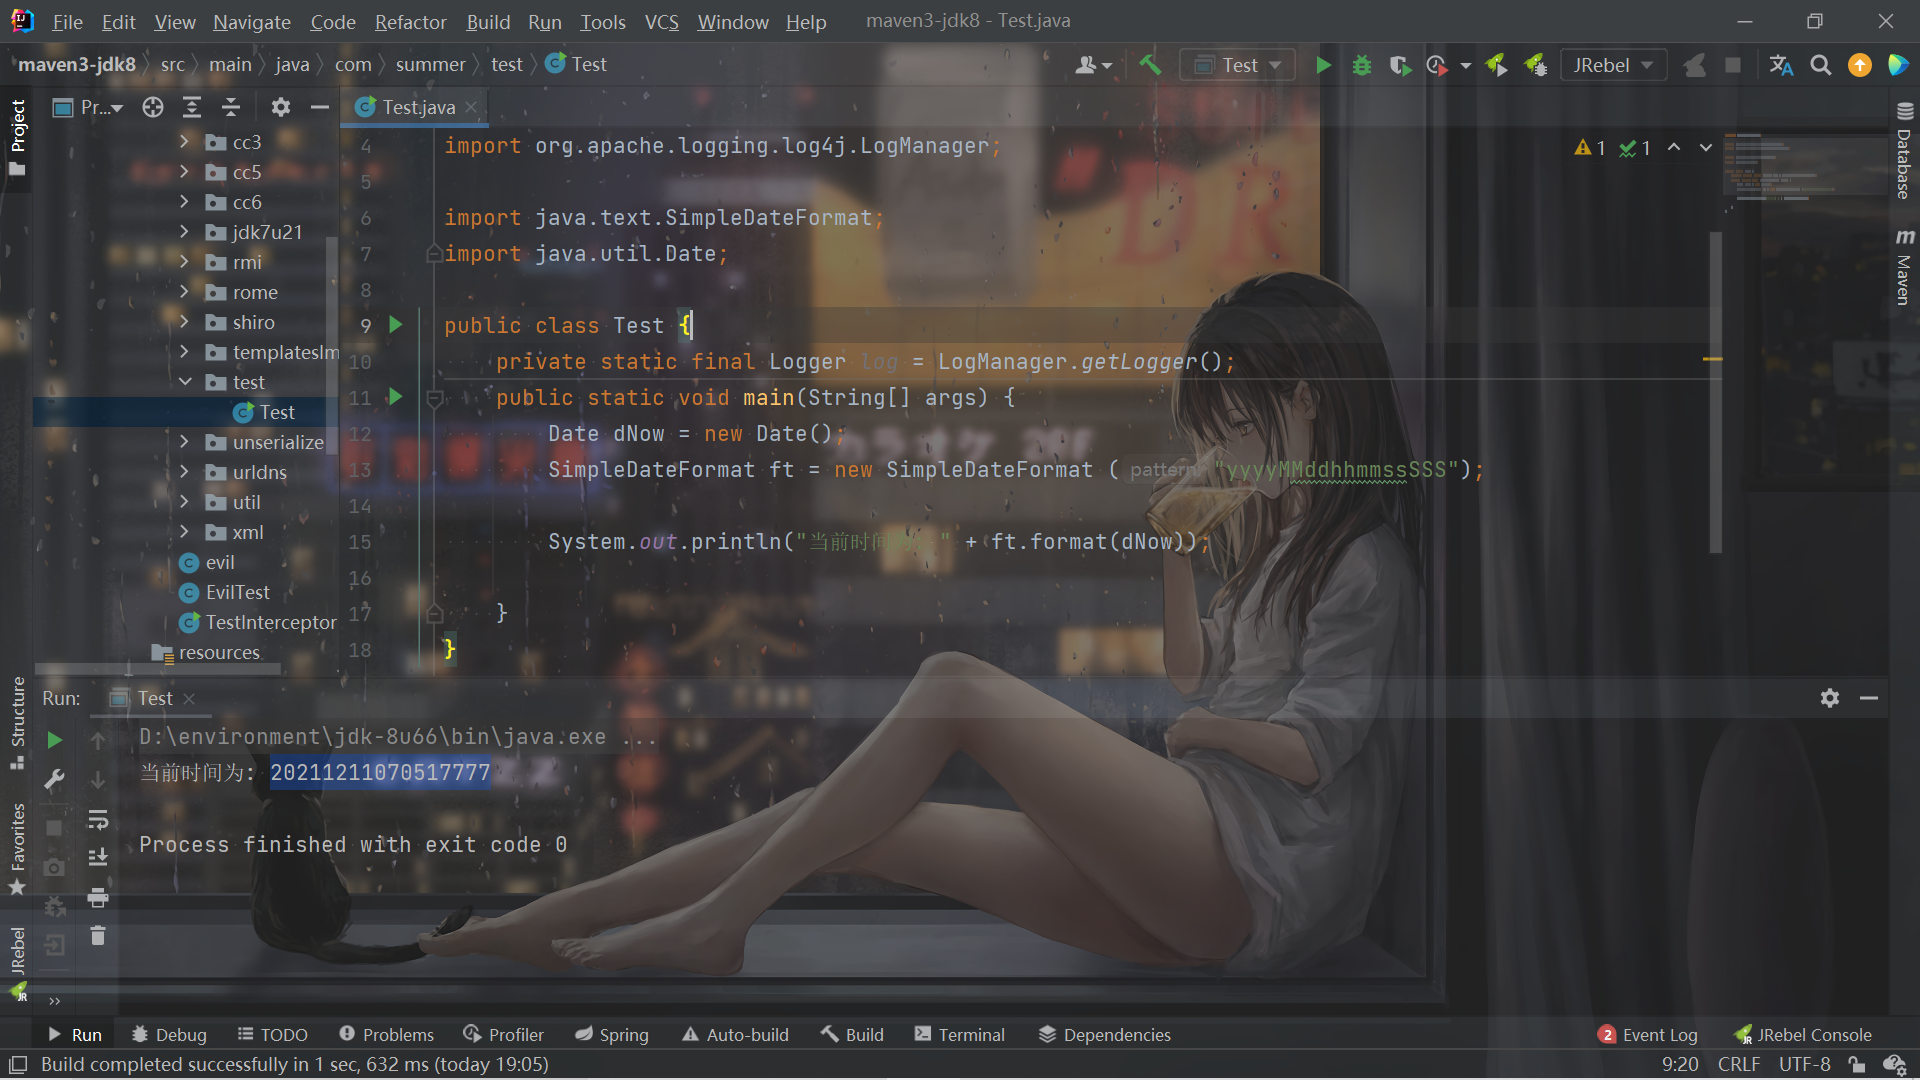 File Edit View Navigate Code Refactor Build Run Tools VCS Window Help maven3-jdk8 - Test.java
maven3-jdk8 src main java com summer test Test
Test JRebel
Project
Pr...
Test.java
cc3
cc5
cc6
jdk7u21
rmi
rome
shiro
templatesIm
test
Test
unserialize
urldns
util
xml
evil
EvilTest
TestInterceptor
resources
4 import org.apache.logging.log4j.LogManager;
5
6 import java.text.SimpleDateFormat;
7 import java.util.Date;
8
9 public class Test {
10 private static final Logger log = LogManager.getLogger();
11 public static void main(String[] args) {
12 Date dNow = new Date();
13 SimpleDateFormat ft = new SimpleDateFormat ( pattern: "yyyyMMddhhmmssSSS");
14
15 System.out.println("当前时间 " + ft.format(dNow));
16
17 }
18 }
1 1
Database
Maven
カラオケ
DR
Run: Test
D:\environment\jdk-8u66\bin\java.exe ...
当前时间为: 20211211070517777
Process finished with exit code 0
Structure
Favorites
JRebel
Run Debug TODO Problems Profiler Spring Auto-build Build Terminal Dependencies 2 Event Log JRebel Console
Build completed successfully in 1 sec, 632 ms (today 19:05) 9:20 CRLF UTF-8